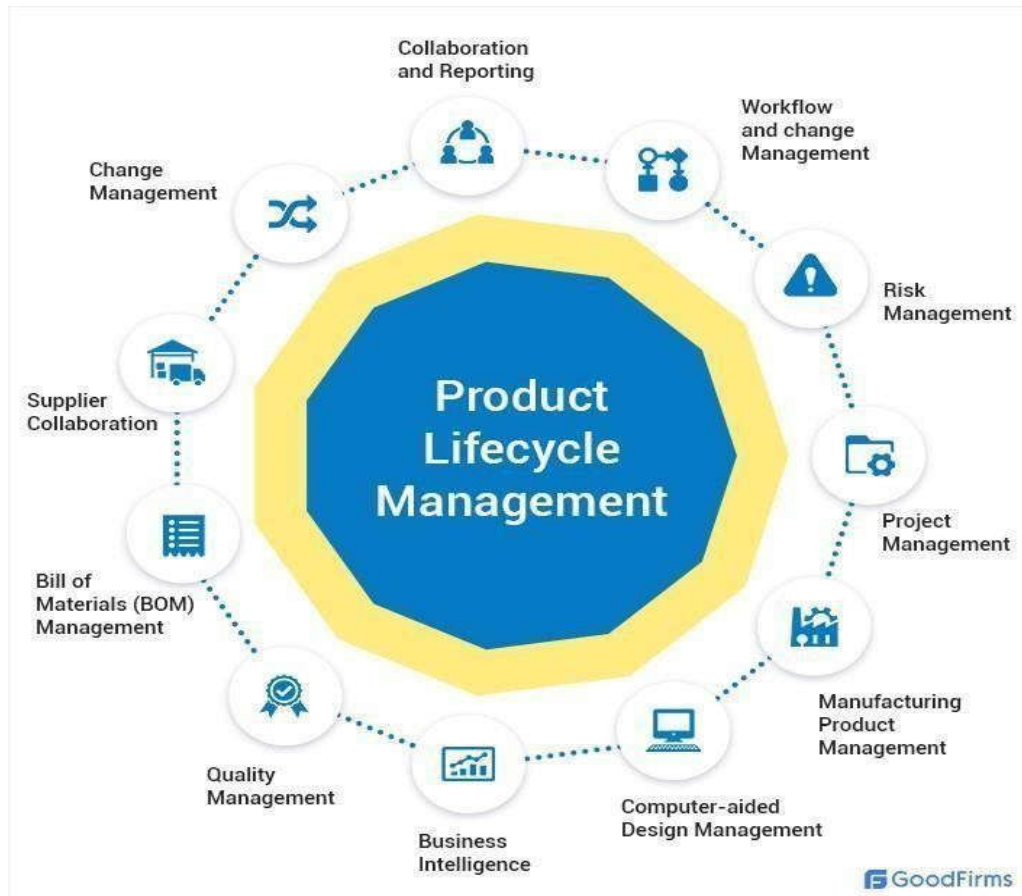 Collaboration
and Reporting
Workflow
and change
Management
Change
Management
Risk
Management
Supplier
Collaboration
Product
Lifecycle
Management
Project
Management
Bill of
Materials (BOM)
Management
Manufacturing
Product
Management
Quality
Management
Computer-aided
Design Management
Business
Intelligence
GoodFirms